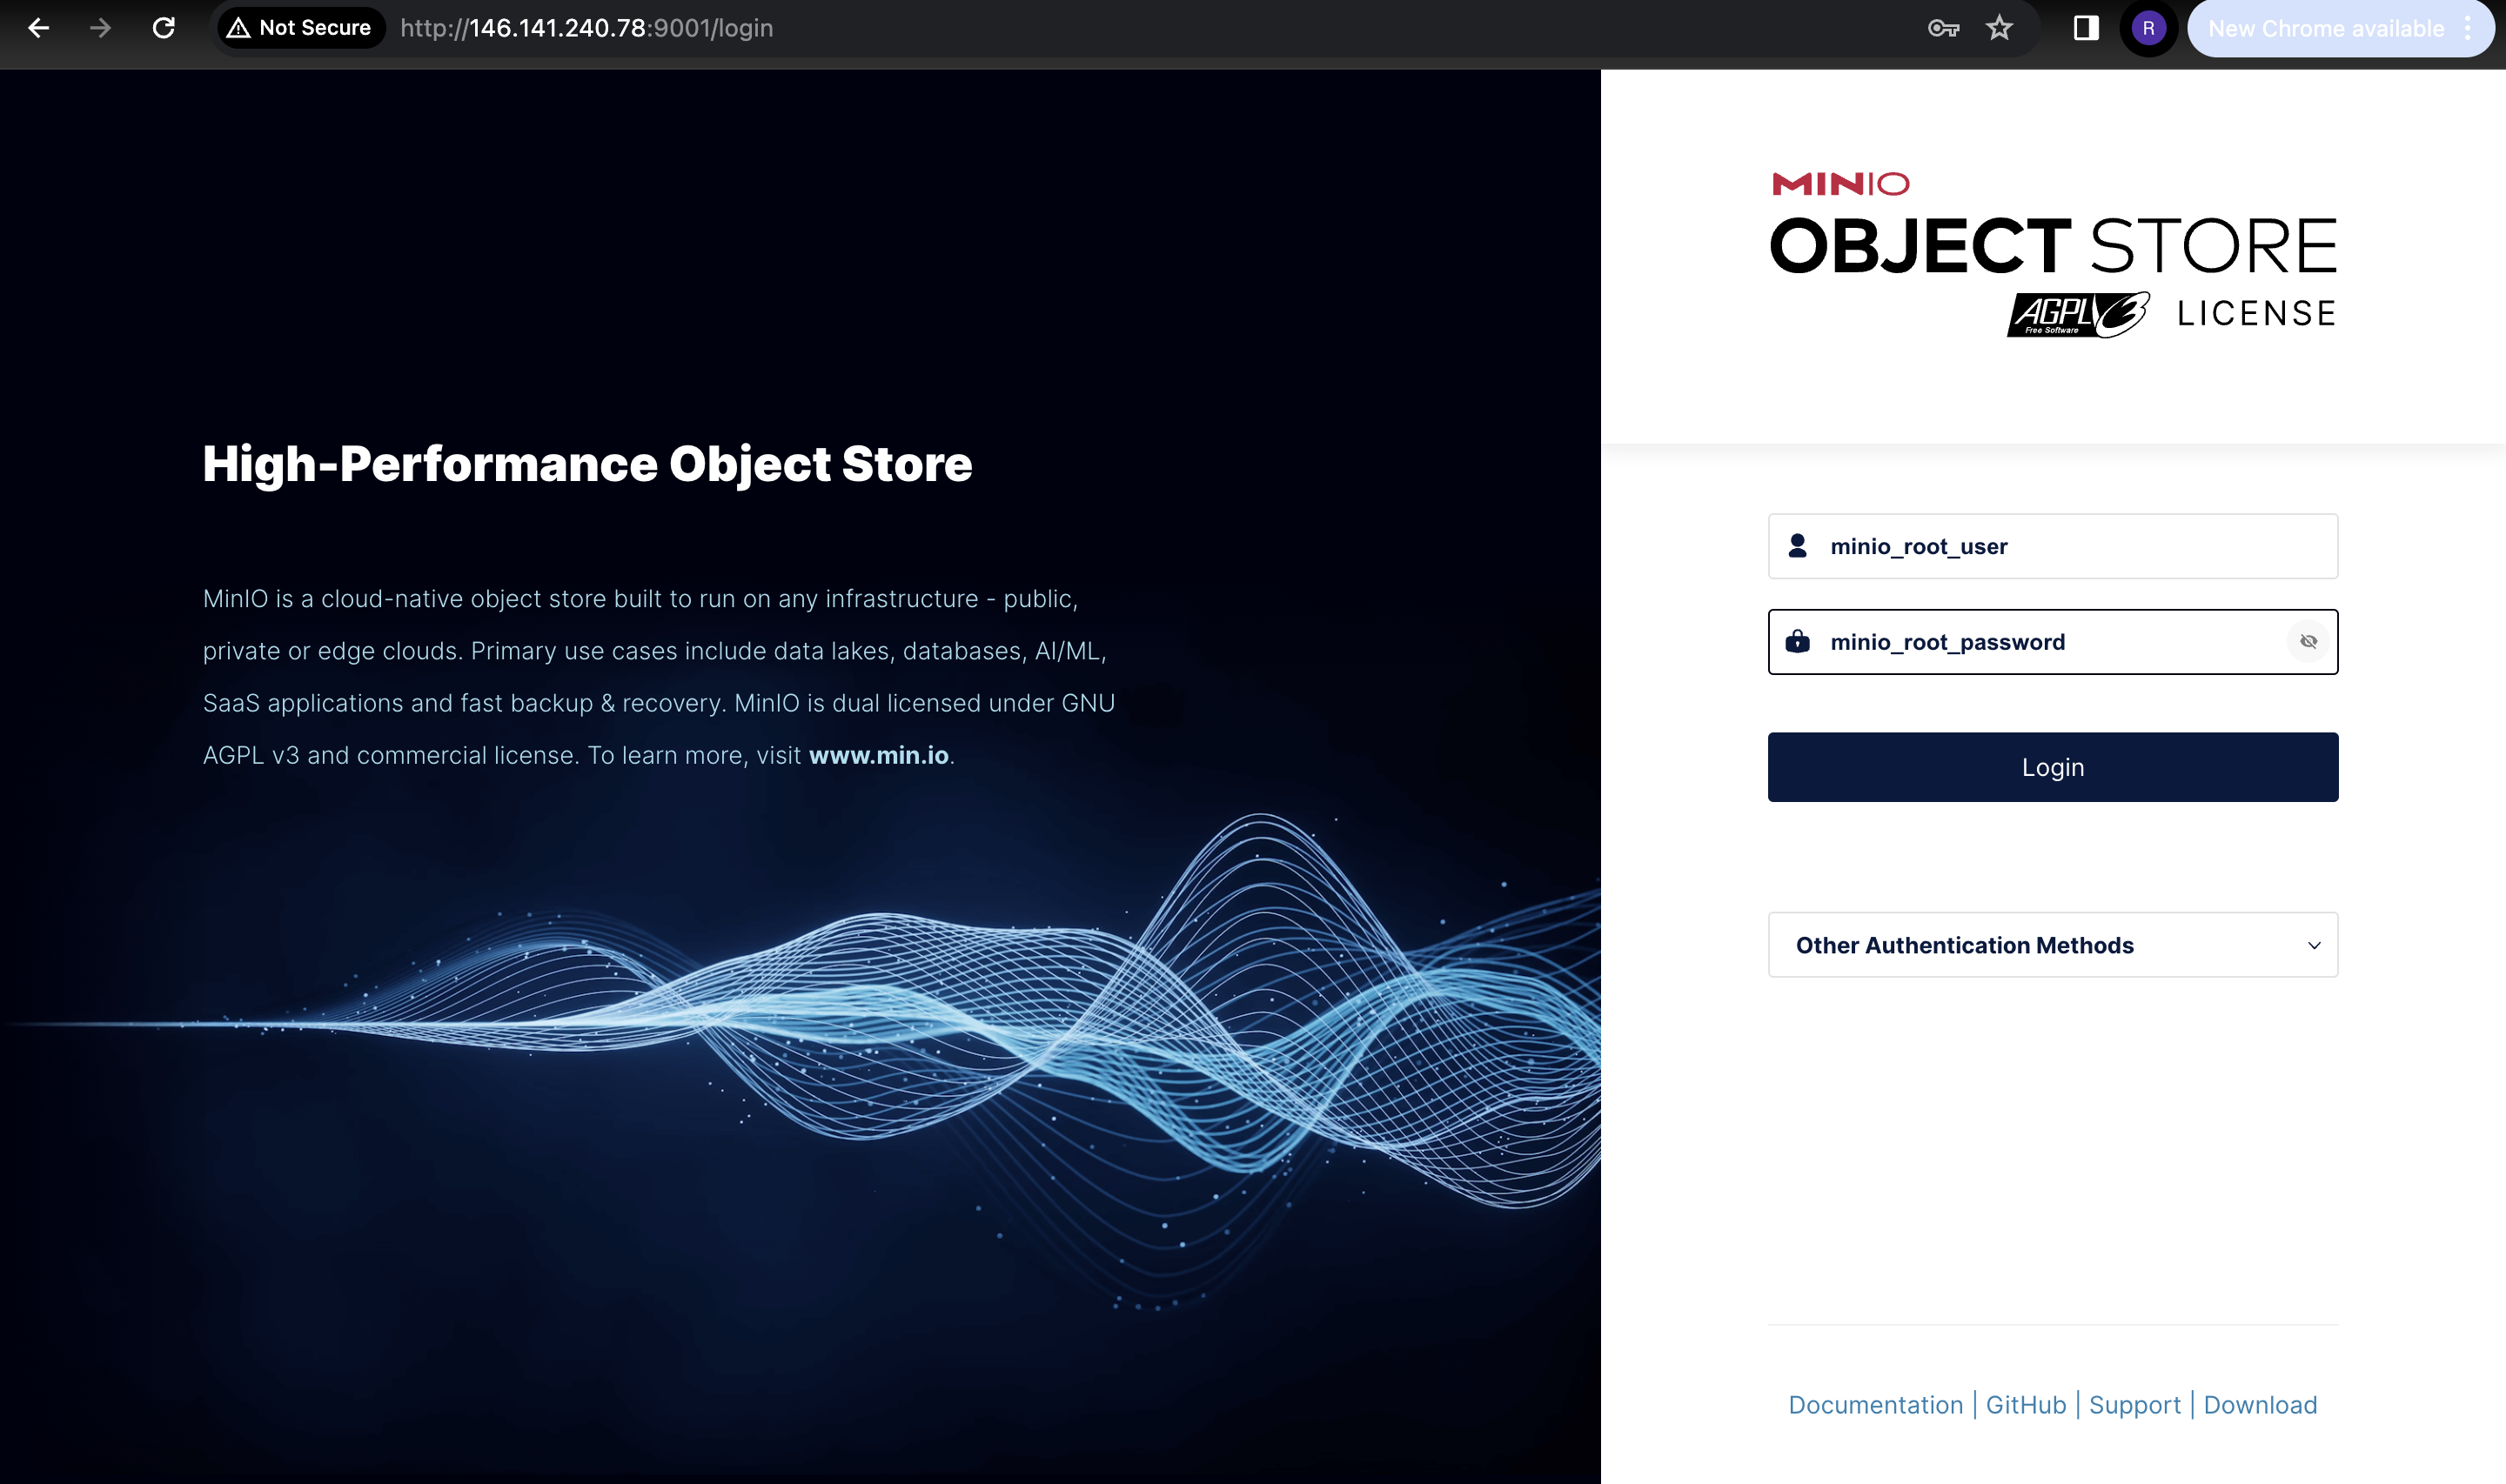 Not Secure http://146.141.240.78:9001/login R New Chrome available
High-Performance Object Store
MinIO is a cloud-native object store built to run on any infrastructure - public,
private or edge clouds. Primary use cases include data lakes, databases, AI/ML,
SaaS applications and fast backup & recovery. MinIO is dual licensed under GNU
AGPL v3 and commercial license. To learn more, visit www.min.io.
MINIO
OBJECT STORE
AGPL v3 Free Software LICENSE
minio_root_user
minio_root_password
Login
Other Authentication Methods
Documentation | GitHub | Support | Download